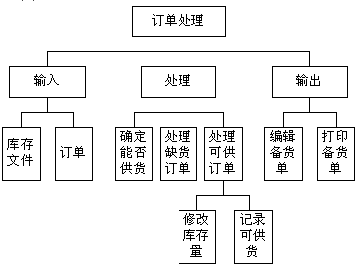 订单处理
输入
处理
输出
库存
文件
订单
确定
能否
供货
处理
缺货
订单
处理
可供
订单
编辑
备货
单
打印
备货
单
修改
库存
量
记录
可供
货